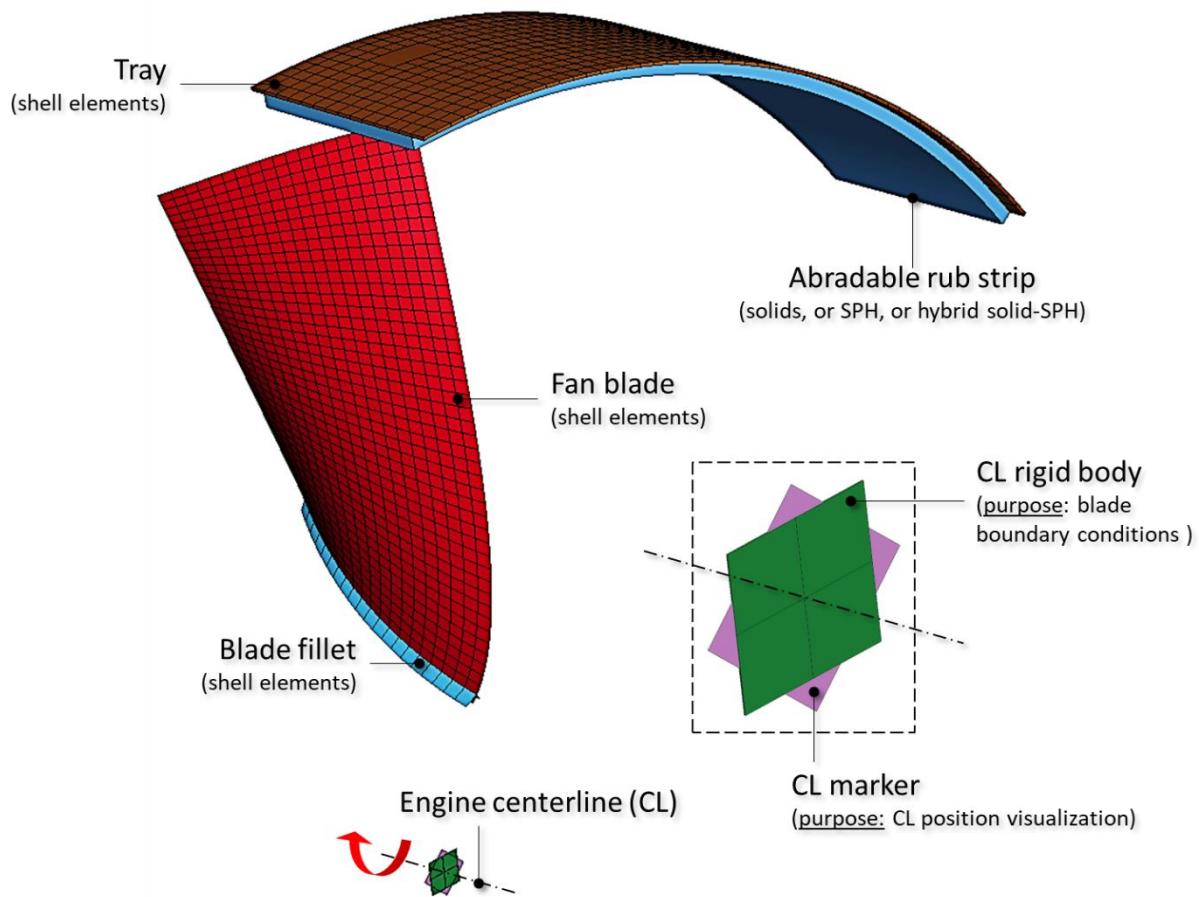 Tray
(shell elements)
Abradable rub strip
(solids, or SPH, or hybrid solid-SPH)
Fan blade
(shell elements)
CL rigid body
(purpose: blade
boundary conditions )
Blade fillet
(shell elements)
CL marker
(purpose: CL position visualization)
Engine centerline (CL)